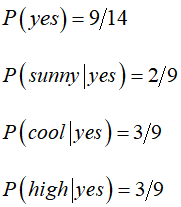 P(yes) = 9/14
P(sunny|yes) = 2/9
P(cool|yes) = 3/9
P(high|yes) = 3/9